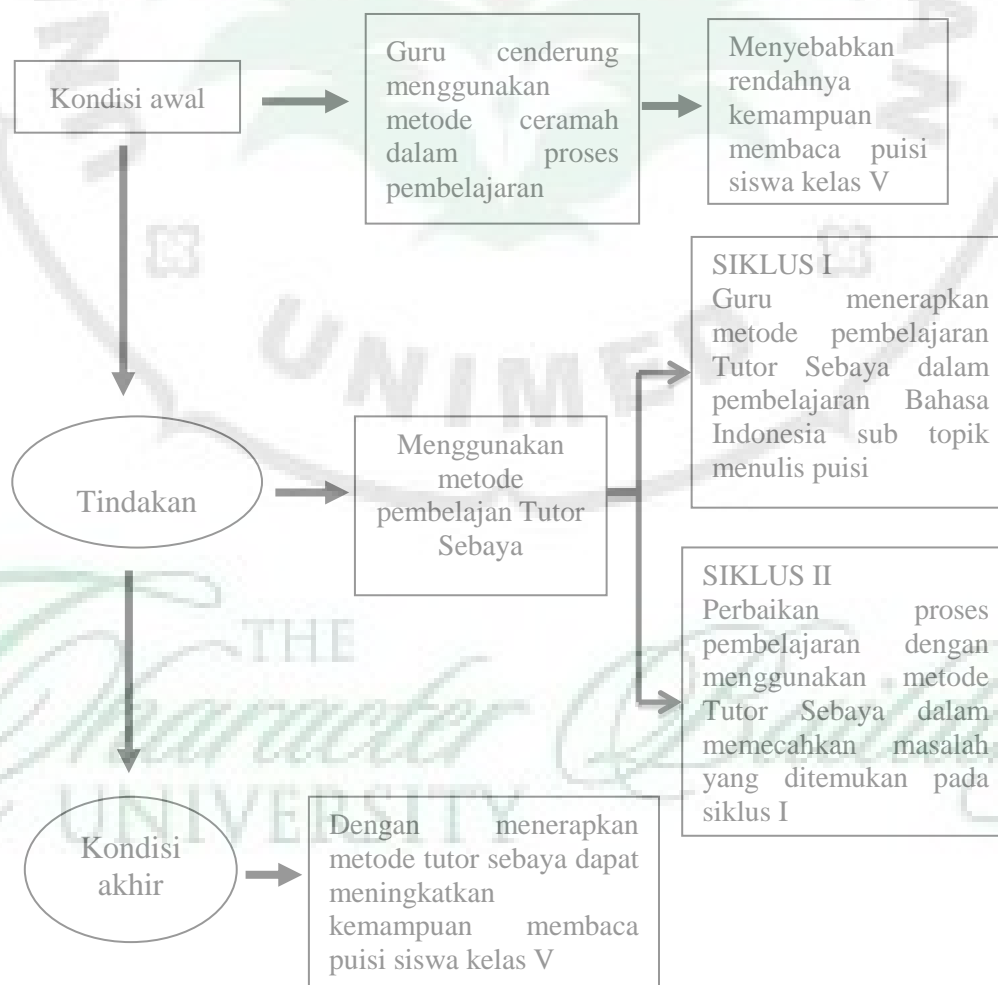 Kondisi awal
Guru cenderung
menggunakan
metode ceramah
dalam proses
pembelajaran
Menyebabkan
rendahnya
kemampuan
membaca puisi
siswa kelas V
Tindakan
Menggunakan
metode
pembelajan Tutor
Sebaya
SIKLUS I
Guru menerapkan
metode pembelajaran
Tutor Sebaya dalam
pembelajaran Bahasa
Indonesia sub topik
menulis puisi
SIKLUS II
Perbaikan proses
pembelajaran dengan
menggunakan metode
Tutor Sebaya dalam
memecahkan masalah
yang ditemukan pada
siklus I
Kondisi
akhir
Dengan menerapkan
metode tutor sebaya dapat
meningkatkan
kemampuan membaca
puisi siswa kelas V
UNIMED
THE
Character
UNIVERSITY